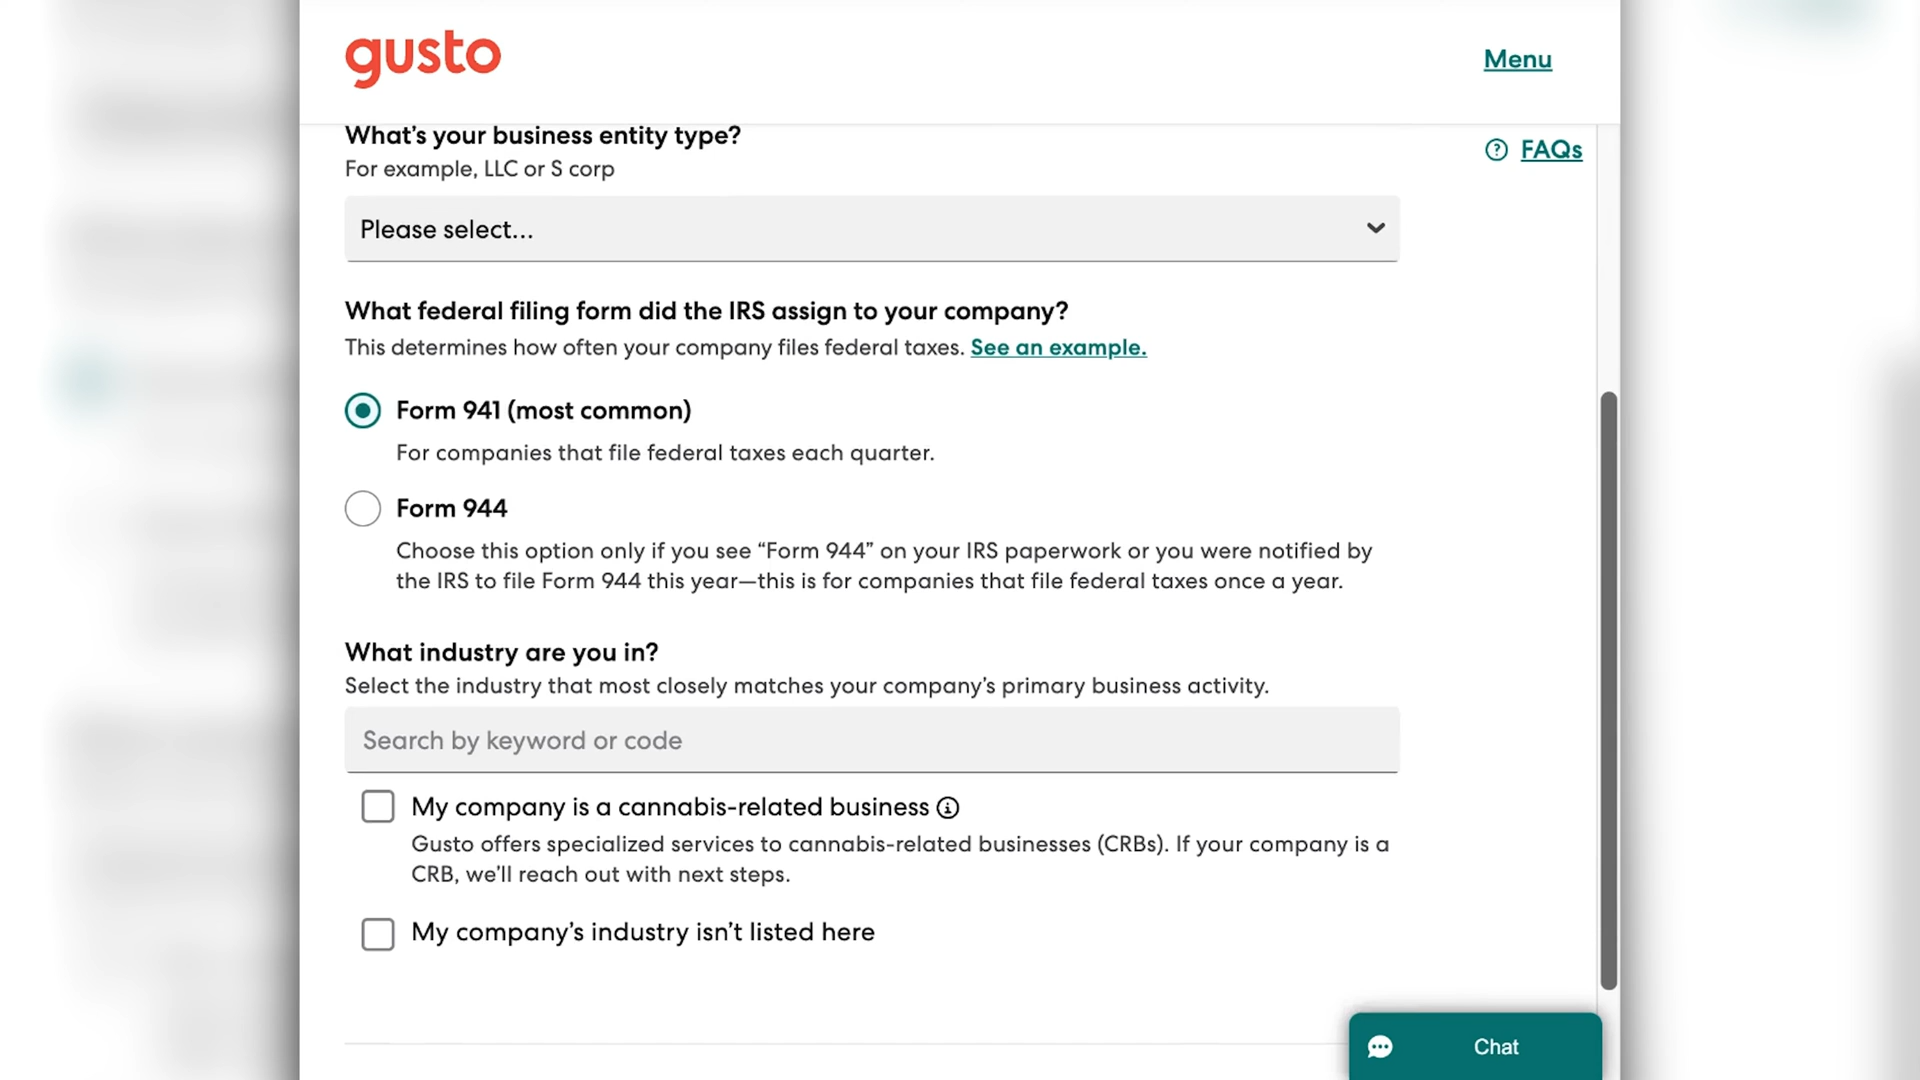 gusto
Menu
What's your business entity type?
FAQs
For example, LLC or S corp
Please select...
What federal filing form did the IRS assign to your company?
This determines how often your company files federal taxes. See an example.
Form 941 (most common)
For companies that file federal taxes each quarter.
Form 944
Choose this option only if you see “Form 944” on your IRS paperwork or you were notified by
the IRS to file Form 944 this year—this is for companies that file federal taxes once a year.
What industry are you in?
Select the industry that most closely matches your company’s primary business activity.
Search by keyword or code
My company is a cannabis-related business
Gusto offers specialized services to cannabis-related businesses (CRBs). If your company is a
CRB, we’ll reach out with next steps.
My company’s industry isn’t listed here
Chat